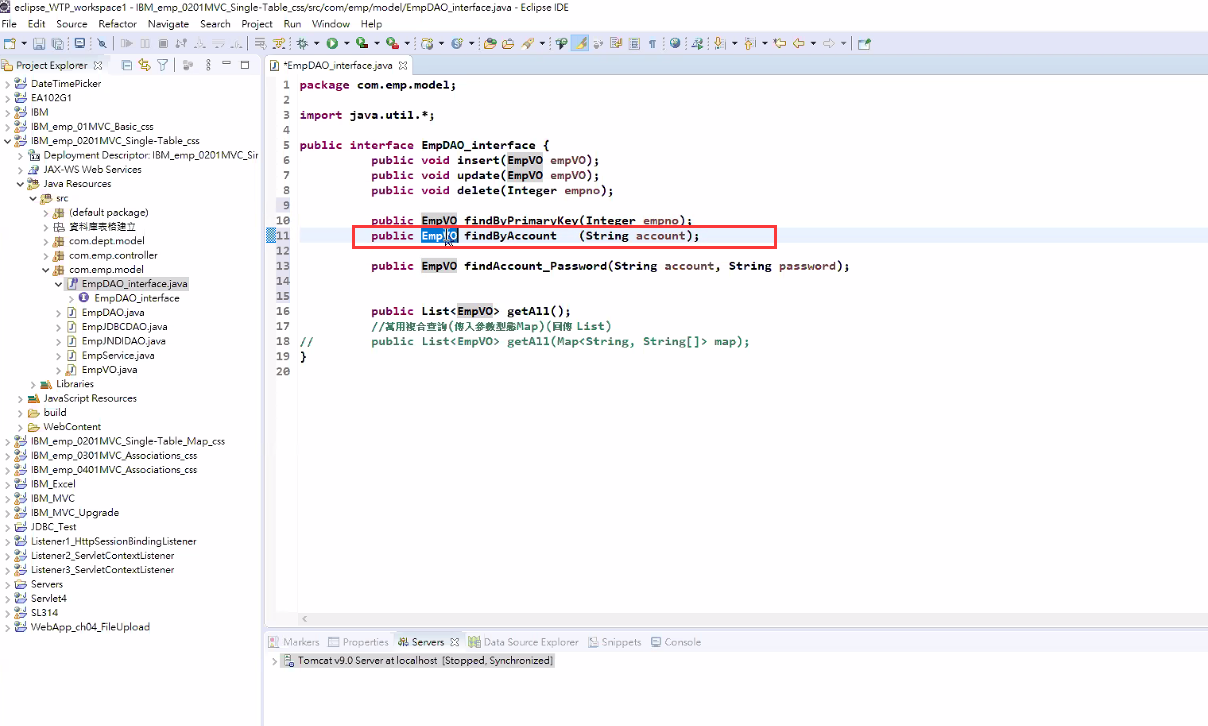 eclipse_WTP_workspace1 - IBM_emp_0201MVC_Single-Table_css/src/com/emp/model/EmpDAO_interface.java - Eclipse IDE
File Edit Source Refactor Navigate Search Project Run Window Help
Project Explorer
*EmpDAO_interface.java
DateTimePicker
EA102G1
IBM
IBM_emp_01MVC_Basic_css
IBM_emp_0201MVC_Single-Table_css
Deployment Descriptor: IBM_emp_0201MVC_Sir
JAX-WS Web Services
Java Resources
src
(default package)
資料庫表格建立
com.dept.model
com.emp.controller
com.emp.model
EmpDAO_interface.java
EmpDAO_interface
EmpDAO.java
EmpJDBCDAO.java
EmpJNDIDAO.java
EmpService.java
EmpVO.java
Libraries
JavaScript Resources
build
WebContent
IBM_emp_0201MVC_Single-Table_Map_css
IBM_emp_0301MVC_Associations_css
IBM_emp_0401MVC_Associations_css
IBM_Excel
IBM_MVC
IBM_MVC_Upgrade
JDBC_Test
Listener1_HttpSessionBindingListener
Listener2_ServletContextListener
Listener3_ServletContextListener
Servers
Servlet4
SL314
WebApp_ch04_FileUpload
1 package com.emp.model;
2
3 import java.util.*;
4
5 public interface EmpDAO_interface {
6 public void insert(EmpVO empVO);
7 public void update(EmpVO empVO);
8 public void delete(Integer empno);
9
10 public EmpVO findByPrimaryKey(Integer empno);
11 public EmpVO findByAccount (String account);
12
13 public EmpVO findAccount_Password(String account, String password);
14
15
16 public List<EmpVO> getAll();
17 //萬用複合查詢(傳入參數型態Map)(回傳 List)
18 // public List<EmpVO> getAll(Map<String, String[]> map);
19 }
20
Markers Properties Servers Data Source Explorer Snippets Console
Tomcat v9.0 Server at localhost [Stopped, Synchronized]